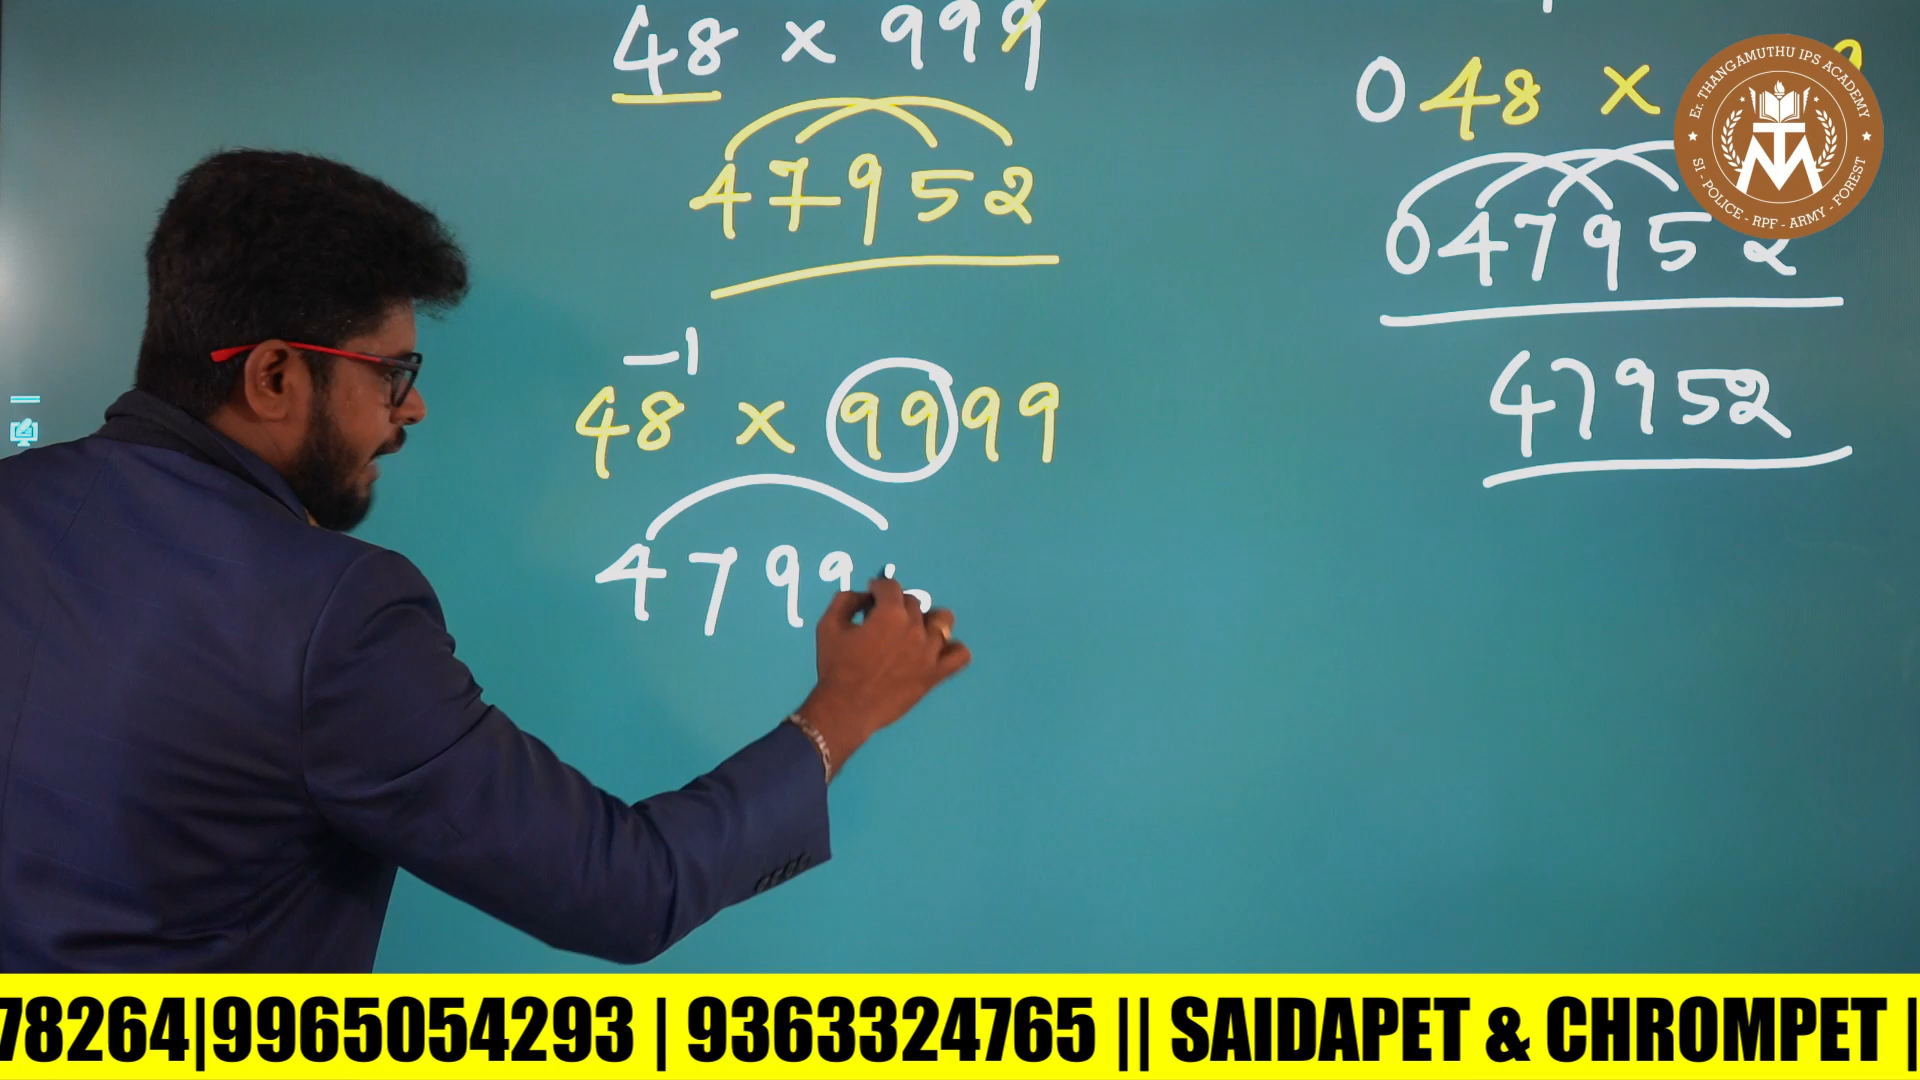 48 × 999
47952
-1
48 × 9999
4799
048 ×
047952
47952
Er. THANGAMUTHU IPS ACADEMY
SI - POLICE - RPF - ARMY - FOREST
78264|9965054293 | 9363324765 || SAIDAPET & CHROMPET |